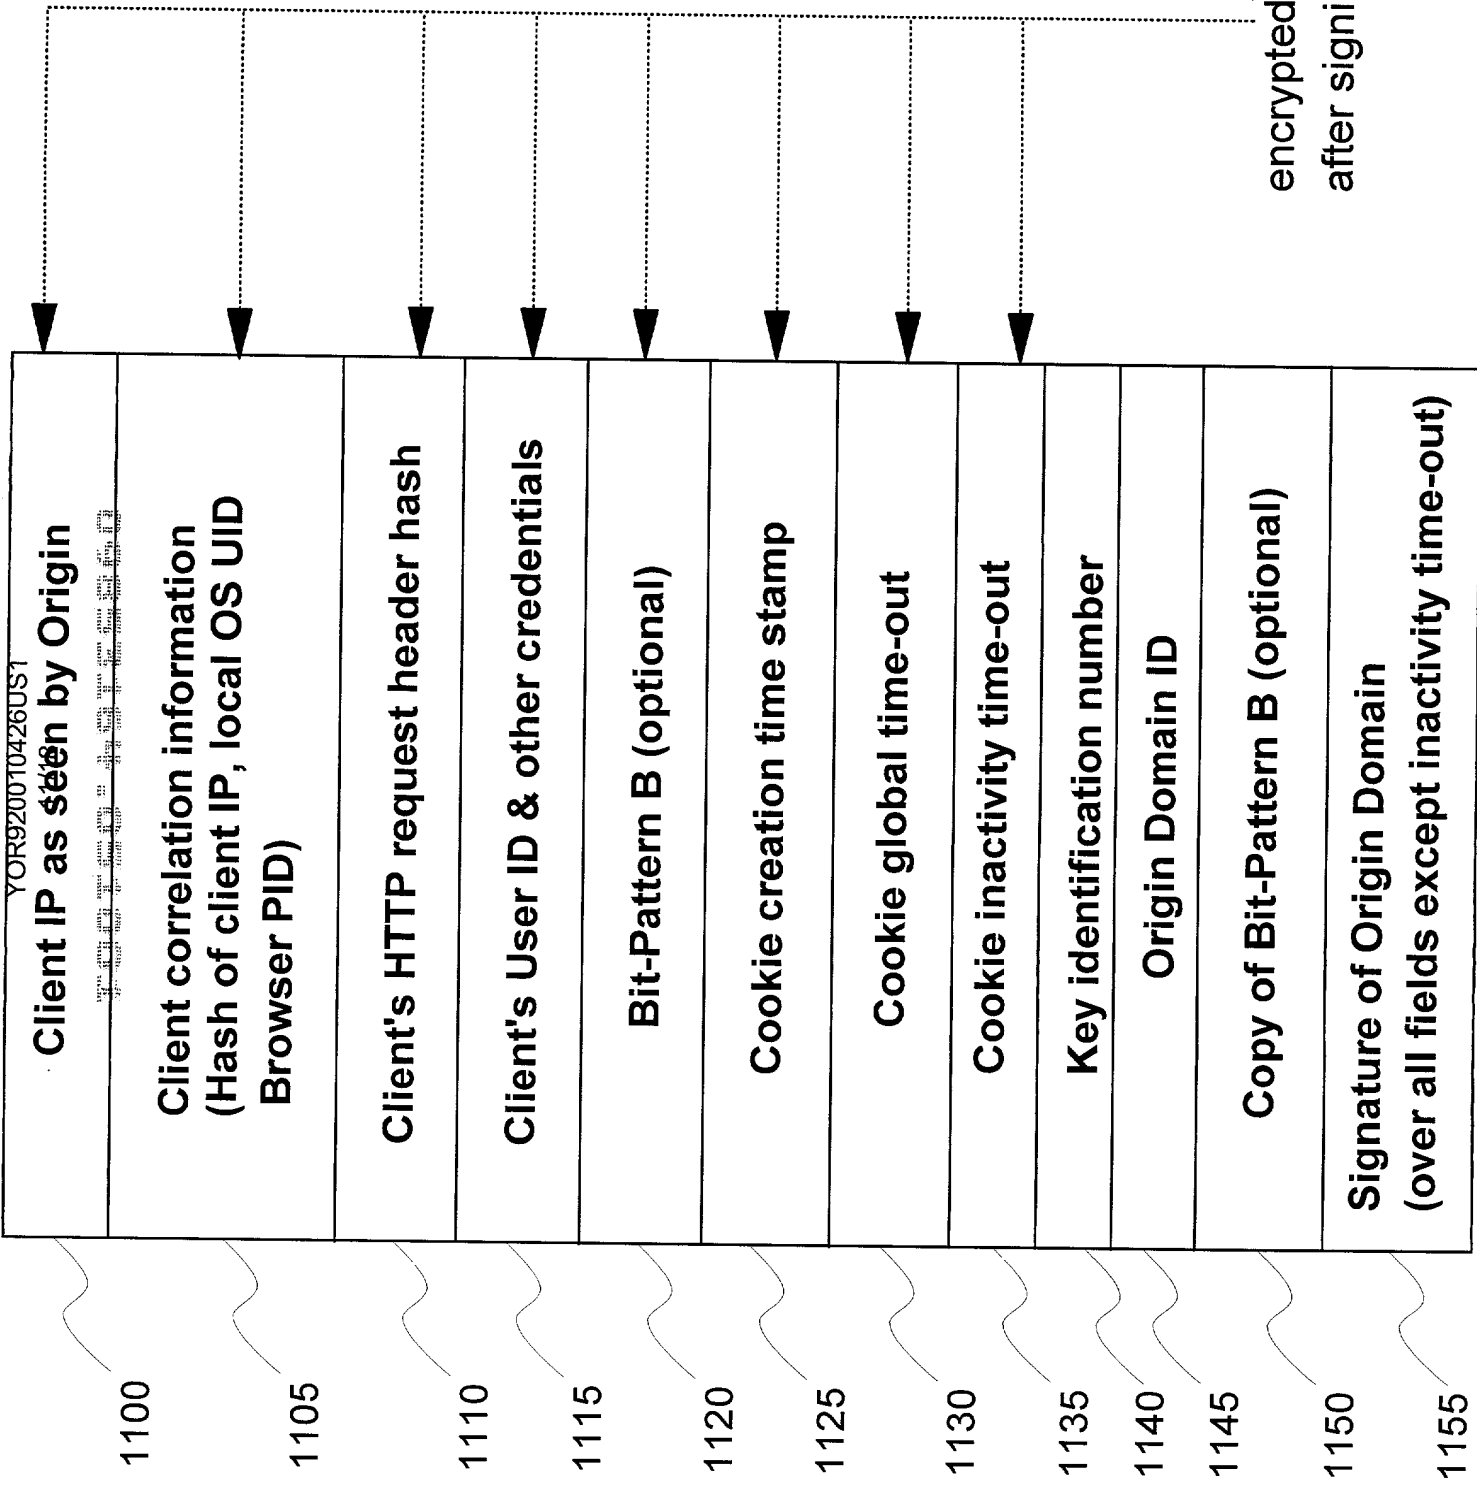 YOR920010426US1
11/18
Client IP as seen by Origin
Client correlation information
(Hash of client IP, local OS UID
Browser PID)
Client's HTTP request header hash
Client's User ID & other credentials
Bit-Pattern B (optional)
Cookie creation time stamp
Cookie global time-out
Cookie inactivity time-out
Key identification number
Origin Domain ID
Copy of Bit-Pattern B (optional)
Signature of Origin Domain
(over all fields except inactivity time-out)
encrypted
after signi
1100
1105
1110
1115
1120
1125
1130
1135
1140
1145
1150
1155